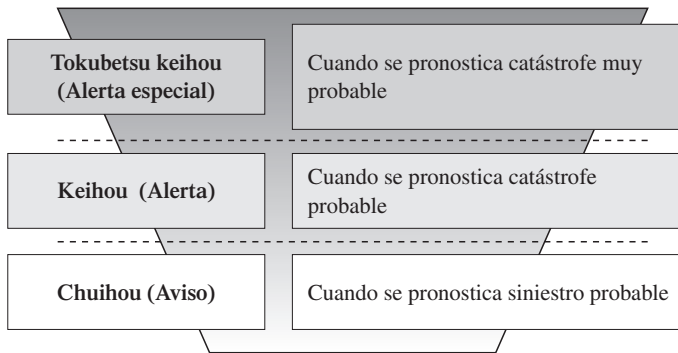 Tokubetsu keihou
(Alerta especial)
Cuando se pronostica catástrofe muy
probable
Keihou (Alerta)
Cuando se pronostica catástrofe
probable
Chuihou (Aviso)
Cuando se pronostica siniestro probable